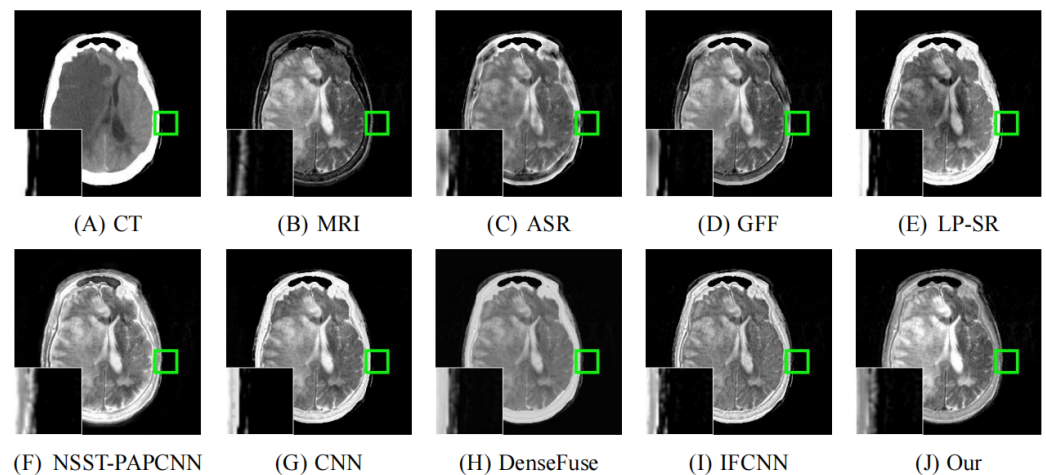 (A) CT
(B) MRI
(C) ASR
(D) GFF
(E) LP-SR
(F) NSST-PAPCNN
(G) CNN
(H) DenseFuse
(I) IFCNN
(J) Our